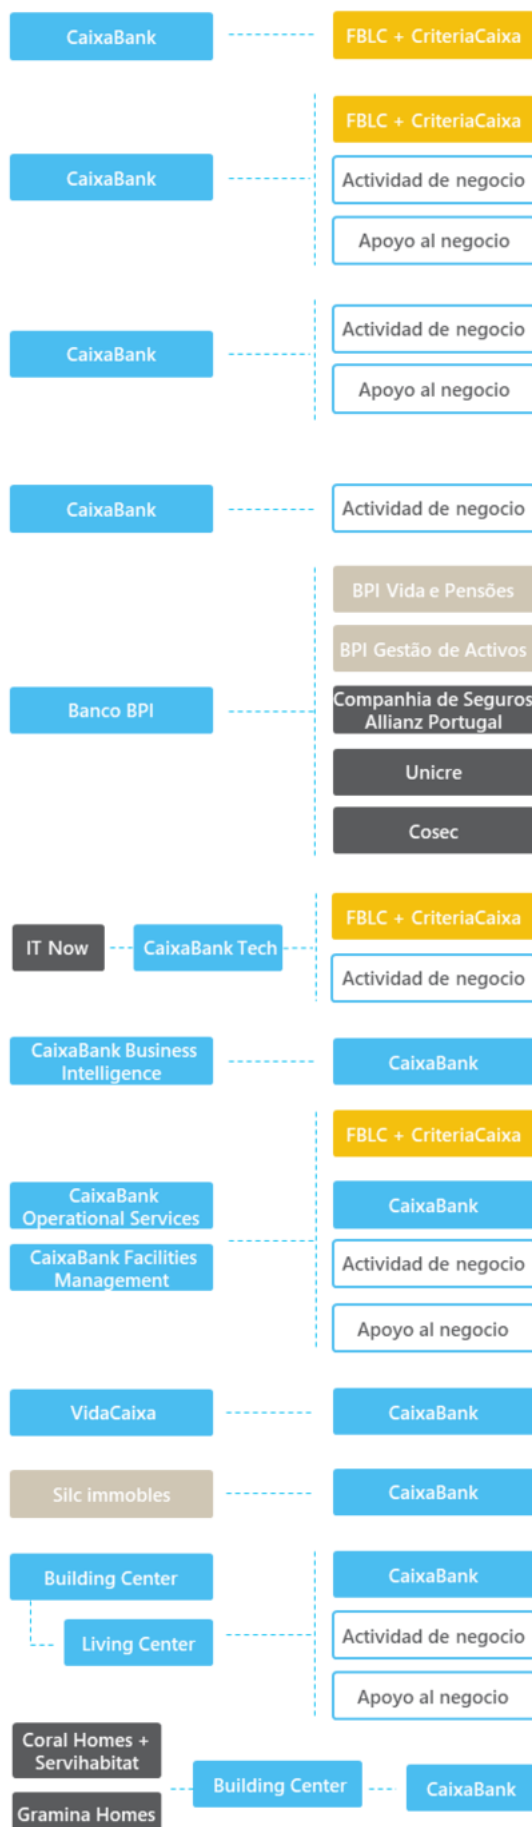 CaixaBank
FBLC + CriteriaCaixa
CaixaBank
FBLC + CriteriaCaixa
Actividad de negocio
Apoyo al negocio
CaixaBank
Actividad de negocio
Apoyo al negocio
CaixaBank
Actividad de negocio
Banco BPI
BPI Vida e Pensões
BPI Gestão de Activos
Companhia de Seguros
Allianz Portugal
Unicre
Cosec
IT Now
CaixaBank Tech
FBLC + CriteriaCaixa
Actividad de negocio
CaixaBank Business
Intelligence
CaixaBank
CaixaBank
Operational Services
CaixaBank Facilities
Management
FBLC + CriteriaCaixa
CaixaBank
Actividad de negocio
Apoyo al negocio
VidaCaixa
CaixaBank
Silc immobles
CaixaBank
Building Center
Living Center
CaixaBank
Actividad de negocio
Apoyo al negocio
Coral Homes +
Servihabitat
Gramina Homes
Building Center
CaixaBank